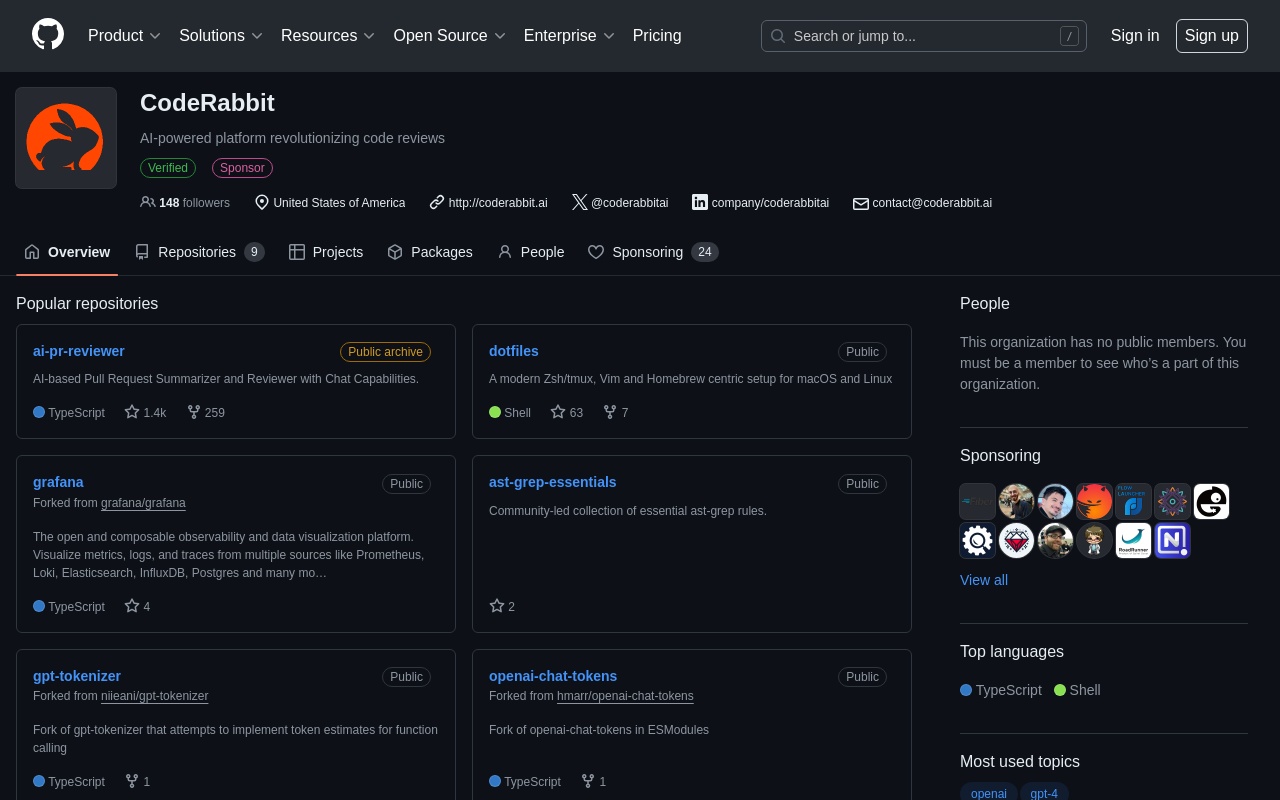 Product
Solutions
Resources
Open Source
Enterprise
Pricing
Search or jump to...
/
Sign in
Sign up
CodeRabbit
AI-powered platform revolutionizing code reviews
Verified
Sponsor
148 followers
United States of America
http://coderabbit.ai
@coderabbitai
company/coderabbitai
contact@coderabbit.ai
Overview
Repositories 9
Projects
Packages
People
Sponsoring 24
Popular repositories
ai-pr-reviewer
Public archive
AI-based Pull Request Summarizer and Reviewer with Chat Capabilities.
TypeScript 1.4k 259
dotfiles
Public
A modern Zsh/tmux, Vim and Homebrew centric setup for macOS and Linux
Shell 63 7
grafana
Public
Forked from grafana/grafana
The open and composable observability and data visualization platform.
Visualize metrics, logs, and traces from multiple sources like Prometheus,
Loki, Elasticsearch, InfluxDB, Postgres and many mo…
TypeScript 4
ast-grep-essentials
Public
Community-led collection of essential ast-grep rules.
2
gpt-tokenizer
Public
Forked from niieani/gpt-tokenizer
Fork of gpt-tokenizer that attempts to implement token estimates for function
calling
TypeScript 1
openai-chat-tokens
Public
Forked from hmarr/openai-chat-tokens
Fork of openai-chat-tokens in ESModules
TypeScript 1
People
This organization has no public members. You
must be a member to see who's a part of this
organization.
Sponsoring
FLOW
LAUNCHER
RoadRunner
N!
View all
Top languages
TypeScript Shell
Most used topics
openai gpt-4